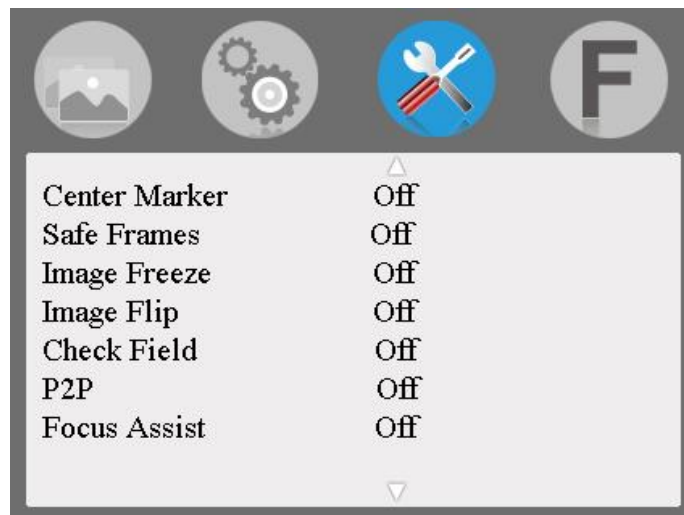 F
Center Marker Off
Safe Frames Off
Image Freeze Off
Image Flip Off
Check Field Off
P2P Off
Focus Assist Off